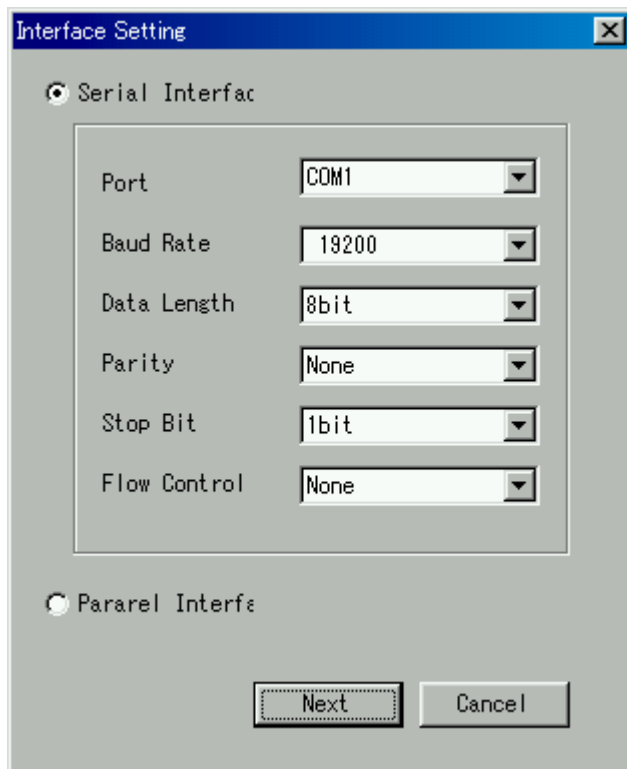 Interface Setting
Serial Interfac
Port COM1
Baud Rate 19200
Data Length 8bit
Parity None
Stop Bit 1bit
Flow Control None
Pararel Interfa
Next Cancel